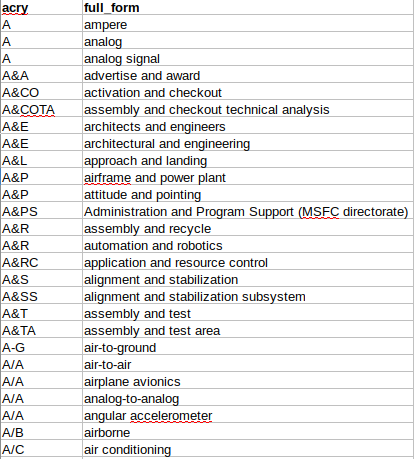 acry full_form
A ampere
A analog
A analog signal
A&A advertise and award
A&CO activation and checkout
A&COTA assembly and checkout technical analysis
A&E architects and engineers
A&E architectural and engineering
A&L approach and landing
A&P airframe and power plant
A&P attitude and pointing
A&PS Administration and Program Support (MSFC directorate)
A&R assembly and recycle
A&R automation and robotics
A&RC application and resource control
A&S alignment and stabilization
A&SS alignment and stabilization subsystem
A&T assembly and test
A&TA assembly and test area
A-G air-to-ground
A/A air-to-air
A/A airplane avionics
A/A analog-to-analog
A/A angular accelerometer
A/B airborne
A/C air conditioning